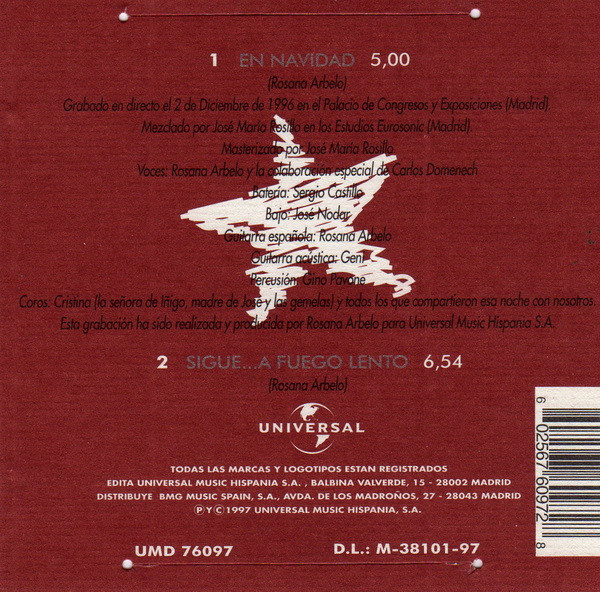 1 EN NAVIDAD 5,00
(Rosana Arbelo)
Grabado en directo el 2 de Diciembre de 1996 en el Palacio de Congresos y Exposiciones (Madrid).
Mezclado por José María Rosillo en los Estudios Eurosonic (Madrid).
Masterizado por José María Rosillo
Voces: Rosana Arbelo y la colaboración especial de Carlos Domenech
Batería: Sergio Castillo
Bajo: José Nodar
Guitarra española: Rosana Arbelo
Guitarra acústica: Geni
Percusión: Gino Pavone
Coros: Cristina (la señora de Iñigo, madre de Jose y las gemelas) y todos los que compartieron esa noche con nosotros.
Esta grabación ha sido realizada y producida por Rosana Arbelo para Universal Music Hispania S.A.
2 SIGUE...A FUEGO LENTO 6,54
(Rosana Arbelo)
UNIVERSAL
TODAS LAS MARCAS Y LOGOTIPOS ESTAN REGISTRADOS
EDITA UNIVERSAL MUSIC HISPANIA S.A. , BALBINA VALVERDE, 15 - 28002 MADRID
DISTRIBUYE BMG MUSIC SPAIN, S.A., AVDA. DE LOS MADROÑOS, 27 - 28043 MADRID
Ⓟ Y © 1997 UNIVERSAL MUSIC HISPANIA, S.A.
UMD 76097 D.L.: M-38101-97
6 02567 60972 8